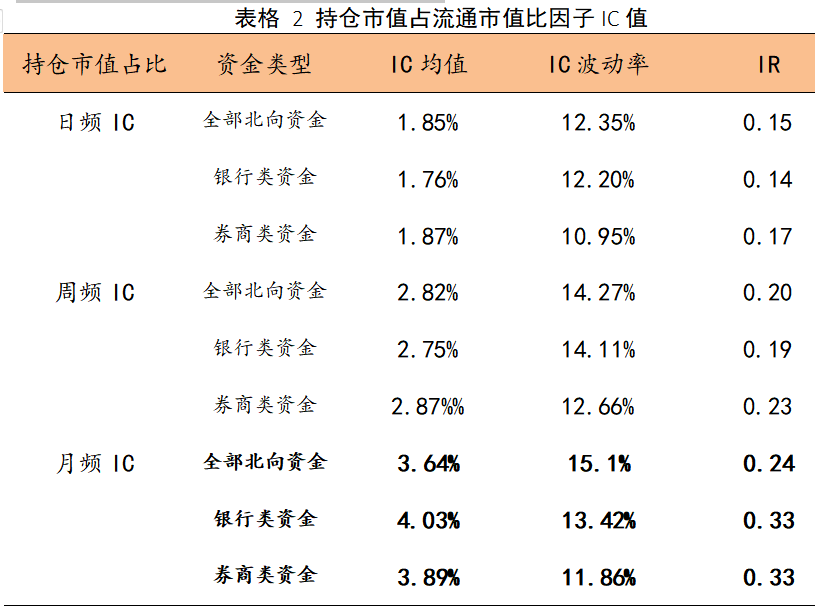 表格 2 持仓市值占流通市值比因子 IC 值
持仓市值占比 资金类型 IC 均值 IC 波动率 IR
日频 IC 全部北向资金 1.85% 12.35% 0.15
银行类资金 1.76% 12.20% 0.14
券商类资金 1.87% 10.95% 0.17
周频 IC 全部北向资金 2.82% 14.27% 0.20
银行类资金 2.75% 14.11% 0.19
券商类资金 2.87%% 12.66% 0.23
月频 IC 全部北向资金 3.64% 15.1% 0.24
银行类资金 4.03% 13.42% 0.33
券商类资金 3.89% 11.86% 0.33